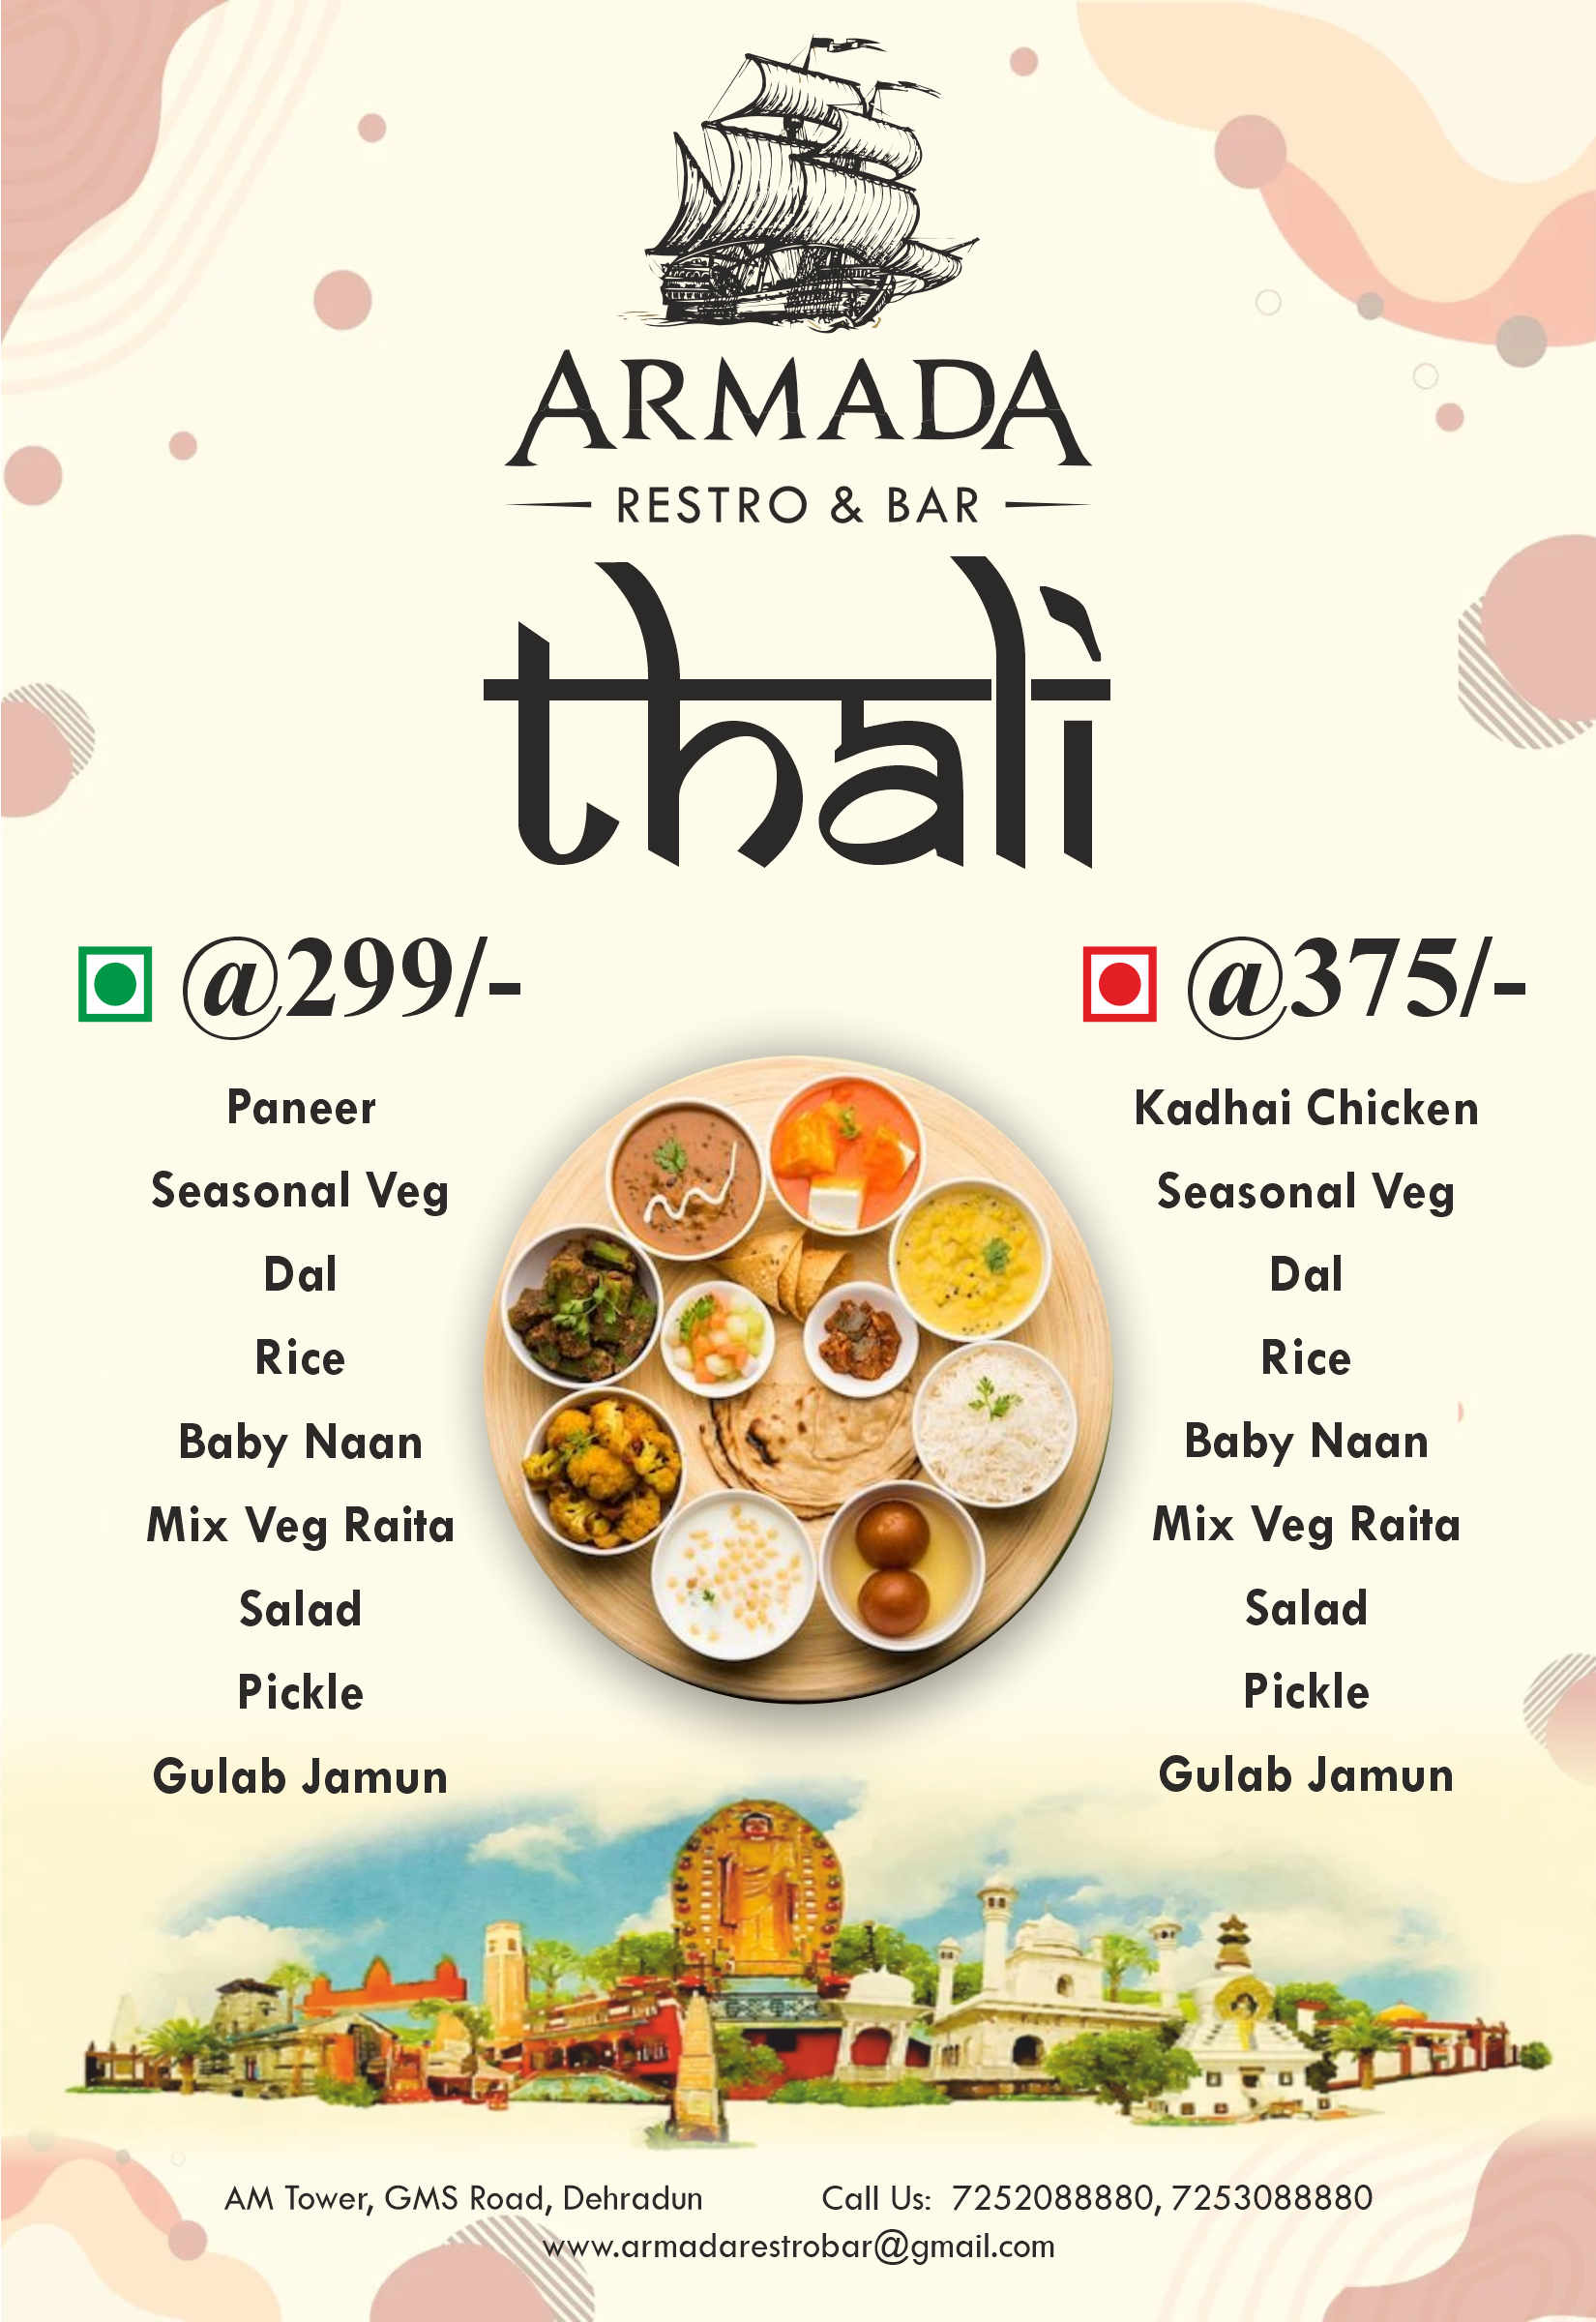 ARMADA
RESTRO & BAR
thali
@299/-
Paneer
Seasonal Veg
Dal
Rice
Baby Naan
Mix Veg Raita
Salad
Pickle
Gulab Jamun
@375/-
Kadhai Chicken
Seasonal Veg
Dal
Rice
Baby Naan
Mix Veg Raita
Salad
Pickle
Gulab Jamun
AM Tower, GMS Road, Dehradun
Call Us: 7252088880, 7253088880
www.armadarestrobar@gmail.com